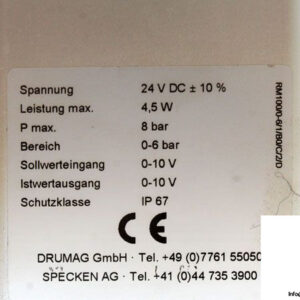 Spannung 24 V DC ± 10 %
Leistung max. 4,5 W
P max. 8 bar
Bereich 0-6 bar
Sollwerteingang 0-10 V
Istwertausgang 0-10 V
Schutzklasse IP 67
CE
DRUMAG GmbH · Tel. +49 (0)7761 55050
SPECKEN AG · Tel. +41 (0)44 735 3900